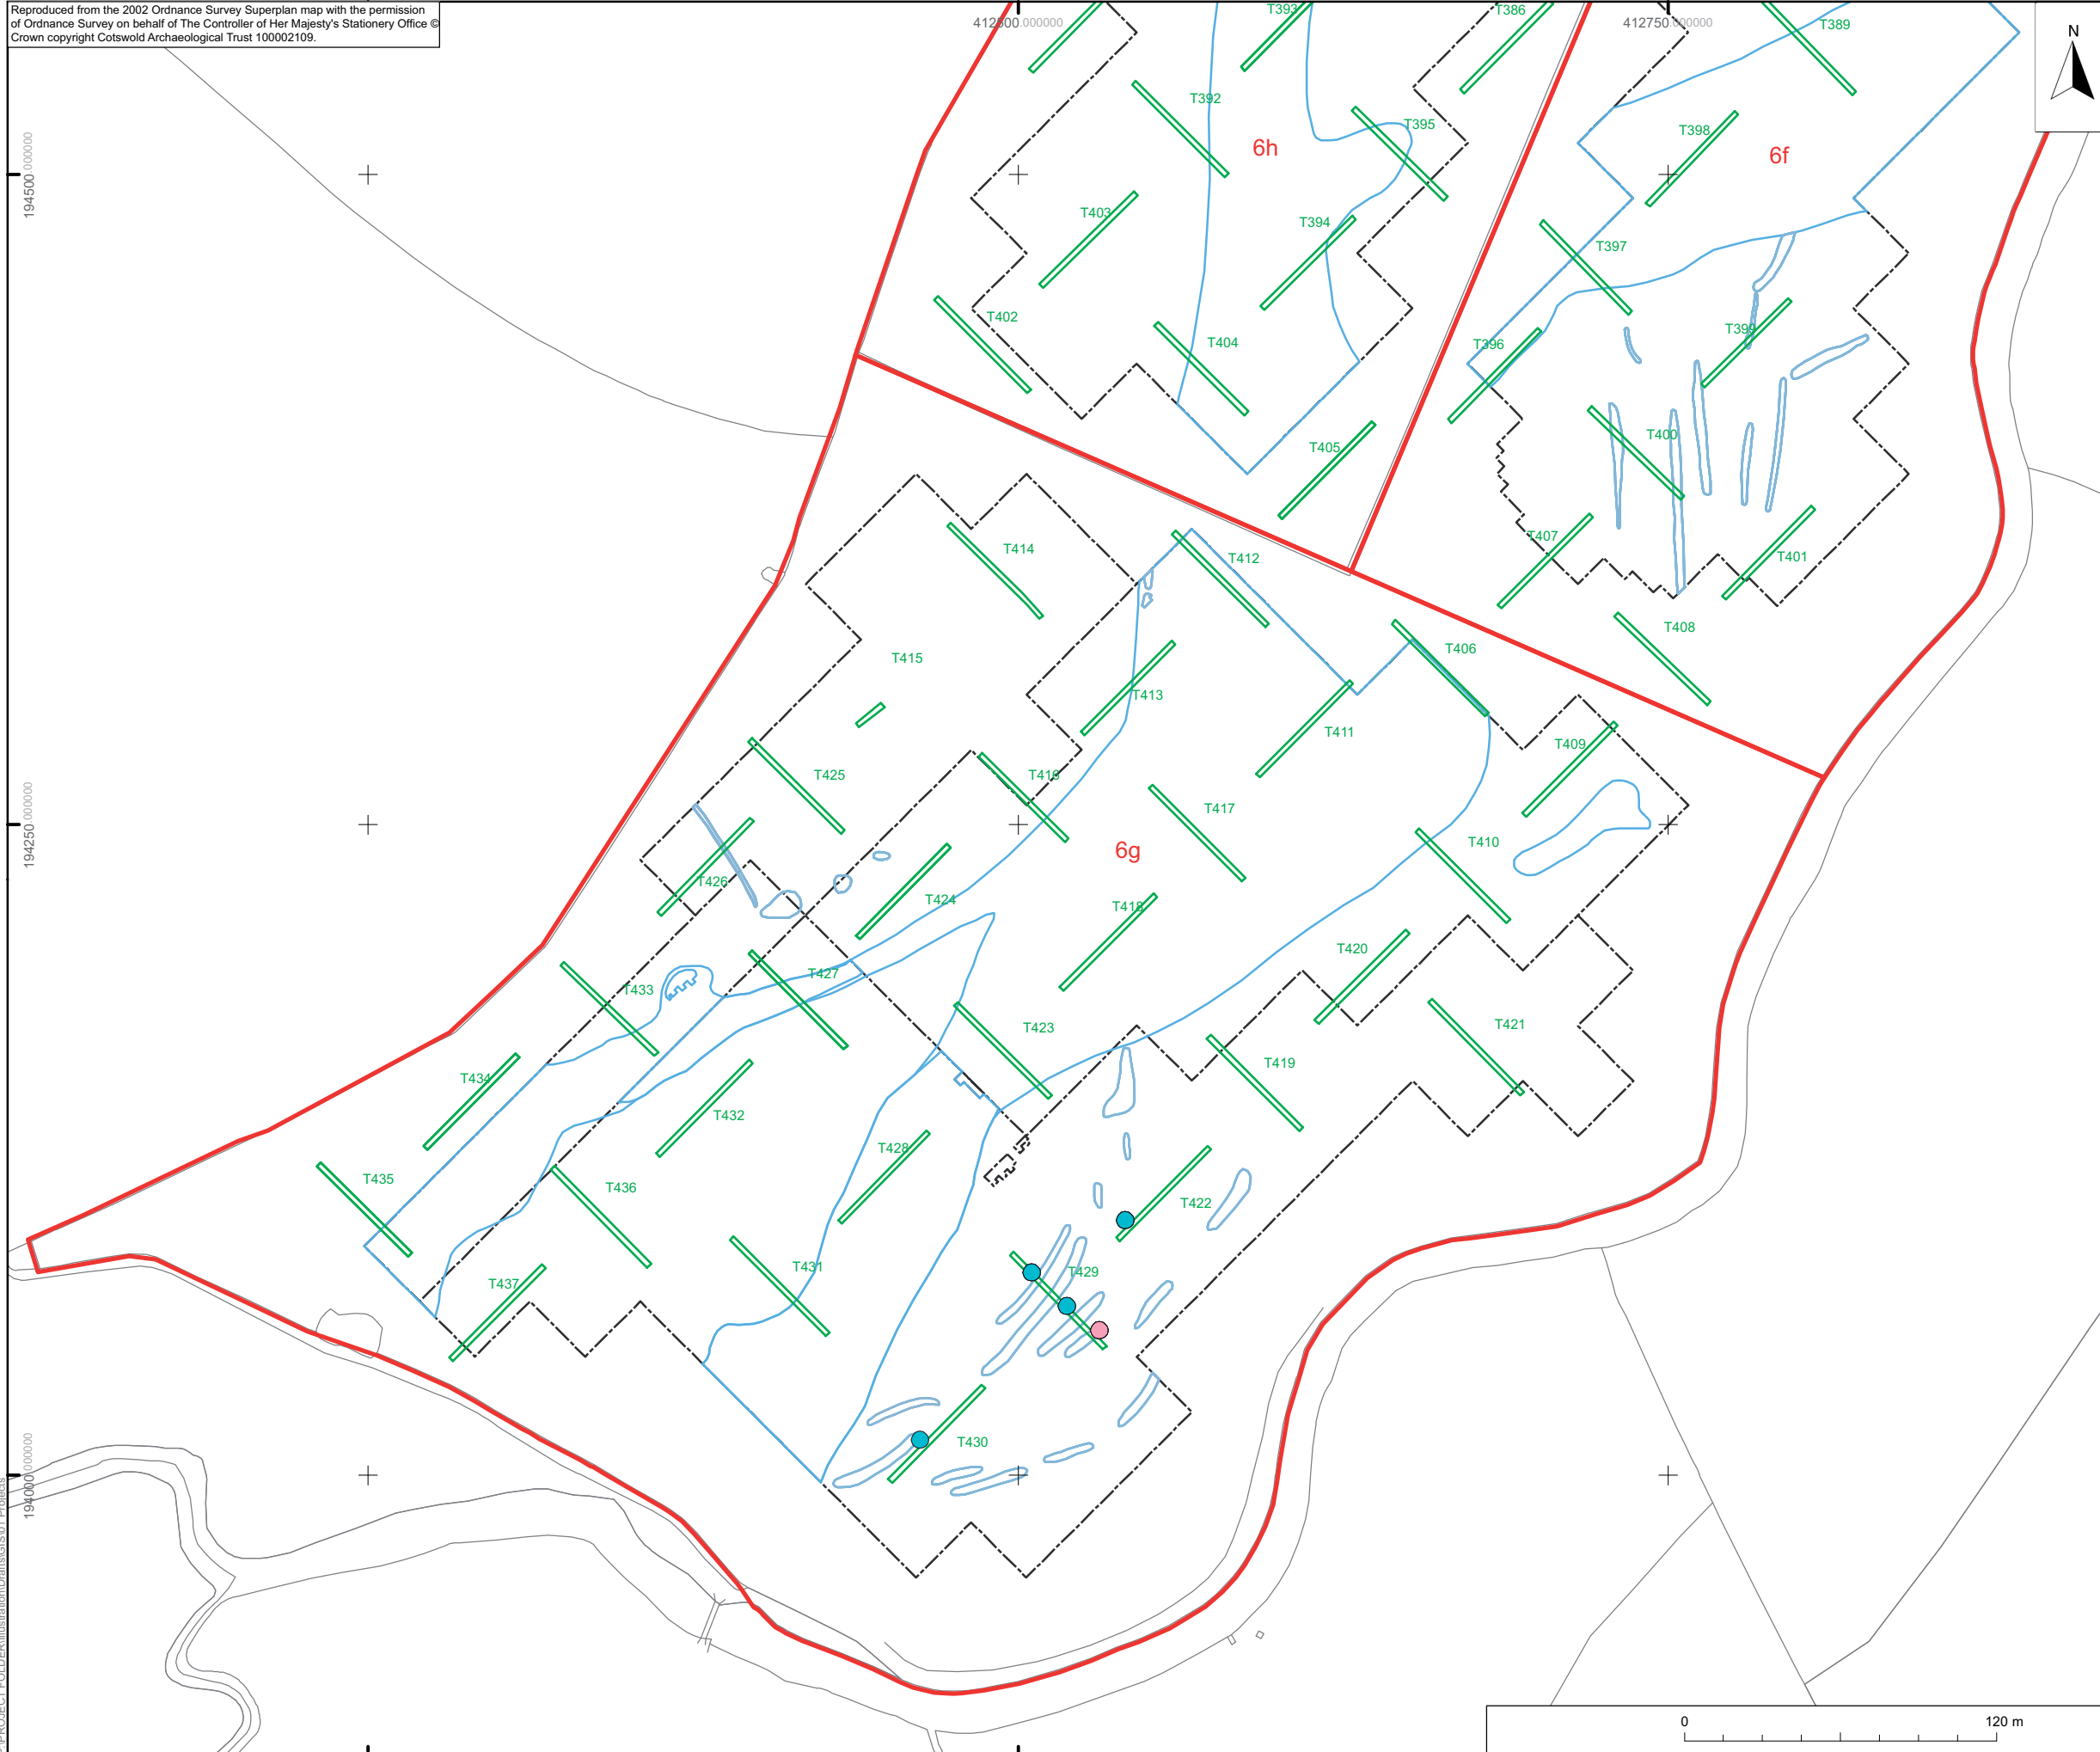 Reproduced from the 2002 Ordnance Survey Superplan map with the permission
of Ordnance Survey on behalf of The Controller of Her Majesty's Stationery Office ©
Crown copyright Cotswold Archaeological Trust 100002109.
412500.000000
412750.000000
N
194500.000000
194250.000000
194000.000000
T393
T386
T389
T392
T395
6h
T398
6f
T403
T394
T397
T402
T404
T396
T399
T405
T400
T407
T401
T414
T412
T408
T415
T406
T413
T411
T409
T425
T416
T417
6g
T410
T426
T424
T418
T427
T420
T433
T423
T421
T419
T434
T432
T428
T435
T436
T422
T431
T429
T437
T430
0
120 m